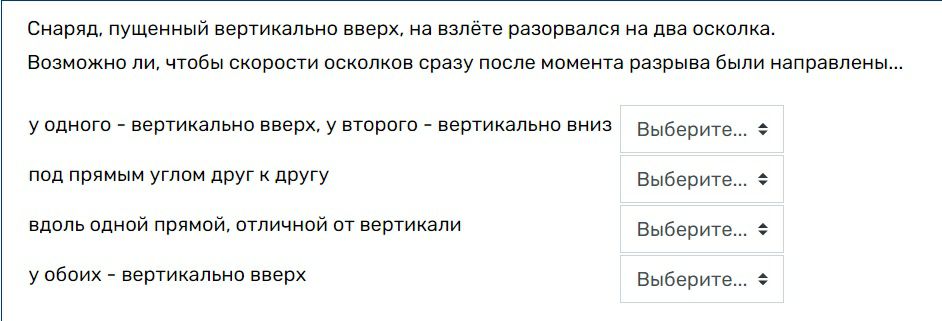 Снаряд, пущенный вертикально вверх, на взлёте разорвался на два осколка.
Возможно ли, чтобы скорости осколков сразу после момента разрыва были направлены...
у одного - вертикально вверх, у второго - вертикально вниз Выберите...
под прямым углом друг к другу Выберите...
вдоль одной прямой, отличной от вертикали Выберите...
у обоих - вертикально вверх Выберите...